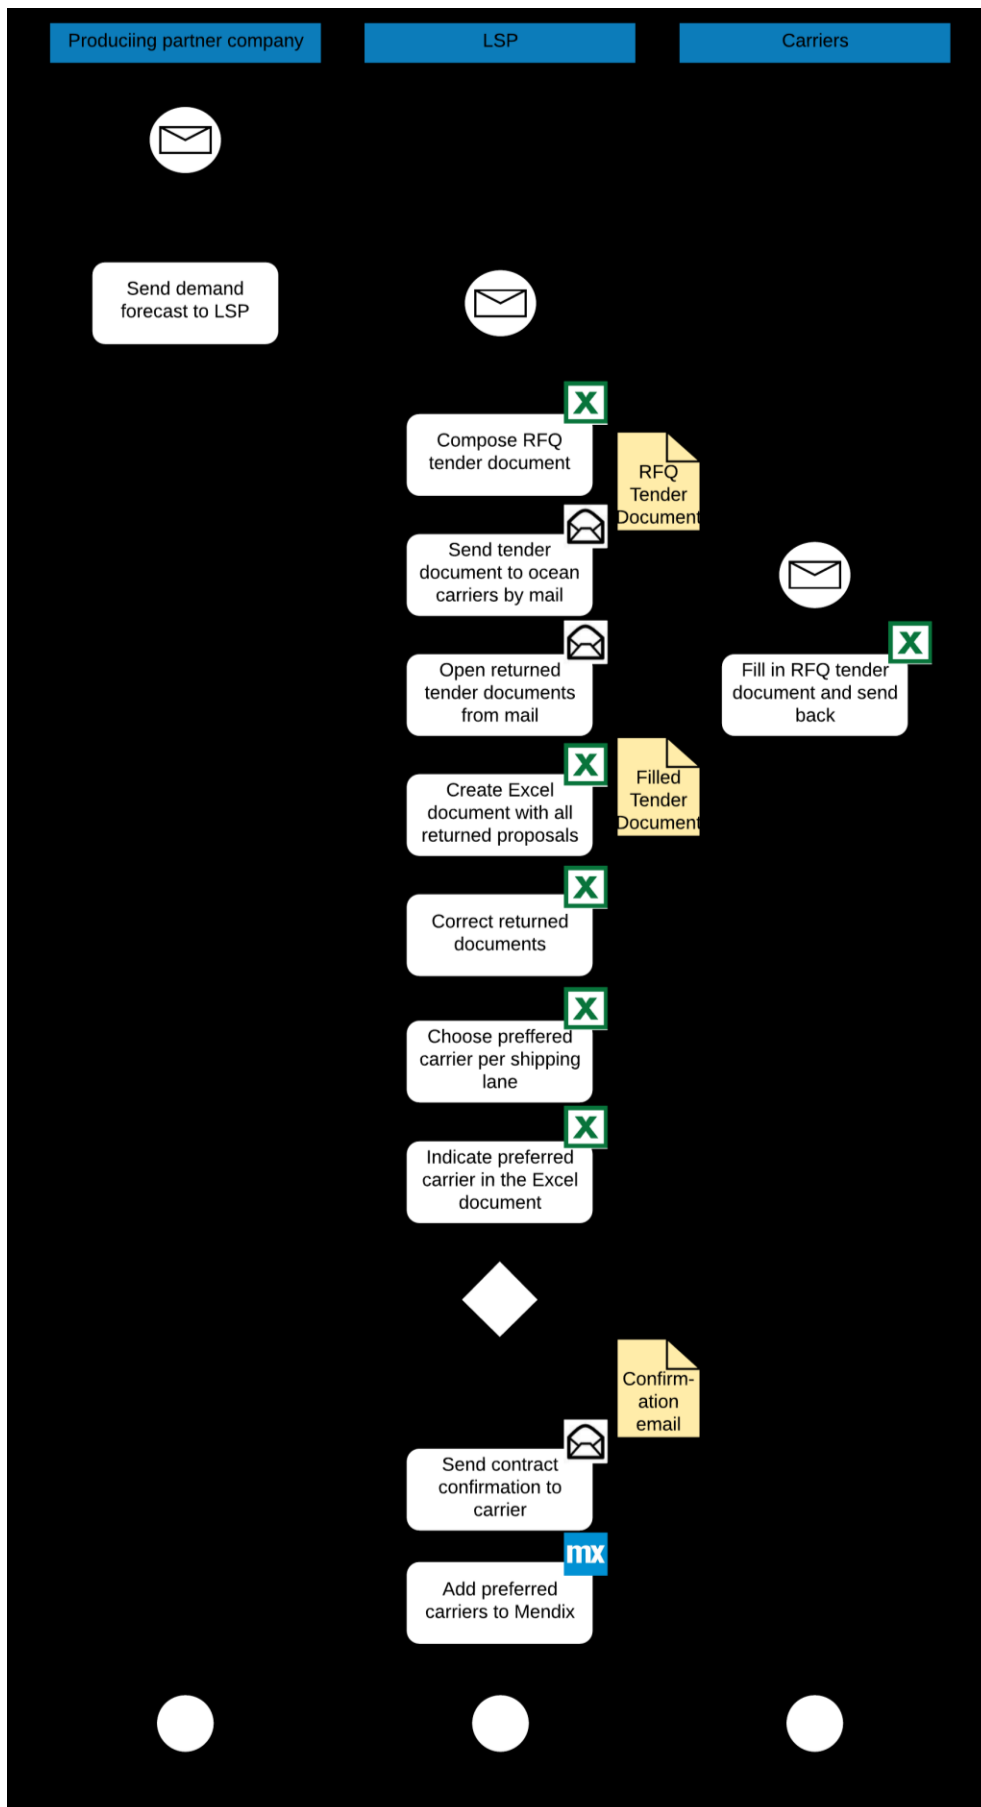 Produciing partner company
LSP
Carriers
Send demand
forecast to LSP
X
Compose RFQ
tender document
RFQ
Tender
Document
Send tender
document to ocean
carriers by mail
X
Open returned
tender documents
from mail
Fill in RFQ tender
document and send
back
X
Create Excel
document with all
returned proposals
Filled
Tender
Document
X
Correct returned
documents
X
Choose preffered
carrier per shipping
lane
X
Indicate preferred
carrier in the Excel
document
Confirm-
ation
email
Send contract
confirmation to
carrier
mx
Add preferred
carriers to Mendix